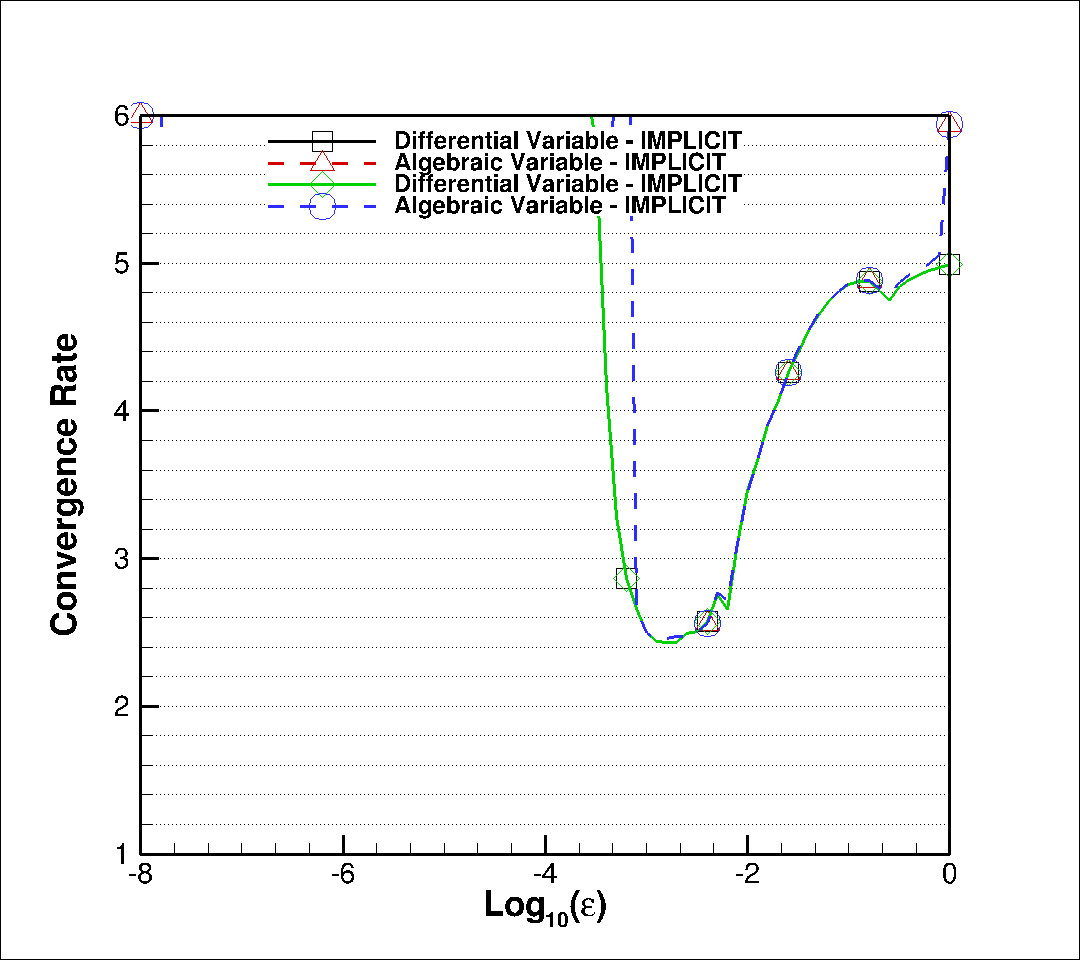 6
Differential Variable - IMPLICIT
Algebraic Variable - IMPLICIT
Differential Variable - IMPLICIT
Algebraic Variable - IMPLICIT
5
4
3
2
1
Convergence Rate
-8 -6 -4 -2 0
Log10(ε)